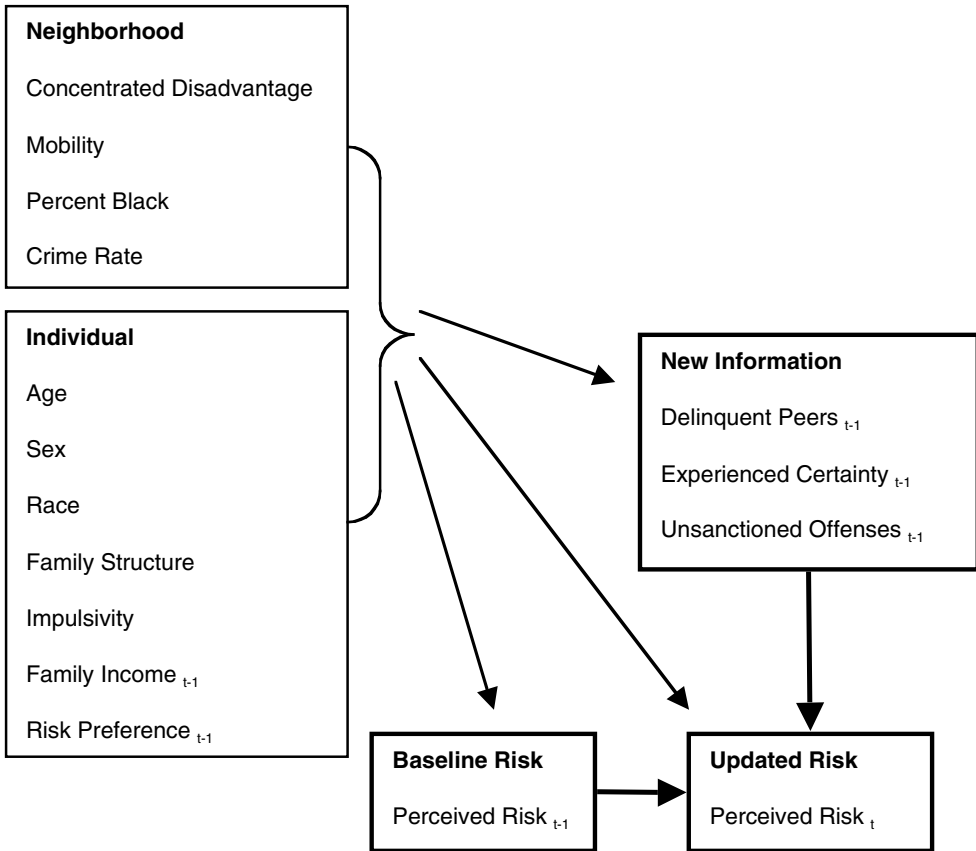 Neighborhood
Concentrated Disadvantage
Mobility
Percent Black
Crime Rate
Individual
Age
Sex
Race
Family Structure
Impulsivity
Family Income t-1
Risk Preference t-1
New Information
Delinquent Peers t-1
Experienced Certainty t-1
Unsanctioned Offenses t-1
Baseline Risk
Perceived Risk t-1
Updated Risk
Perceived Risk t